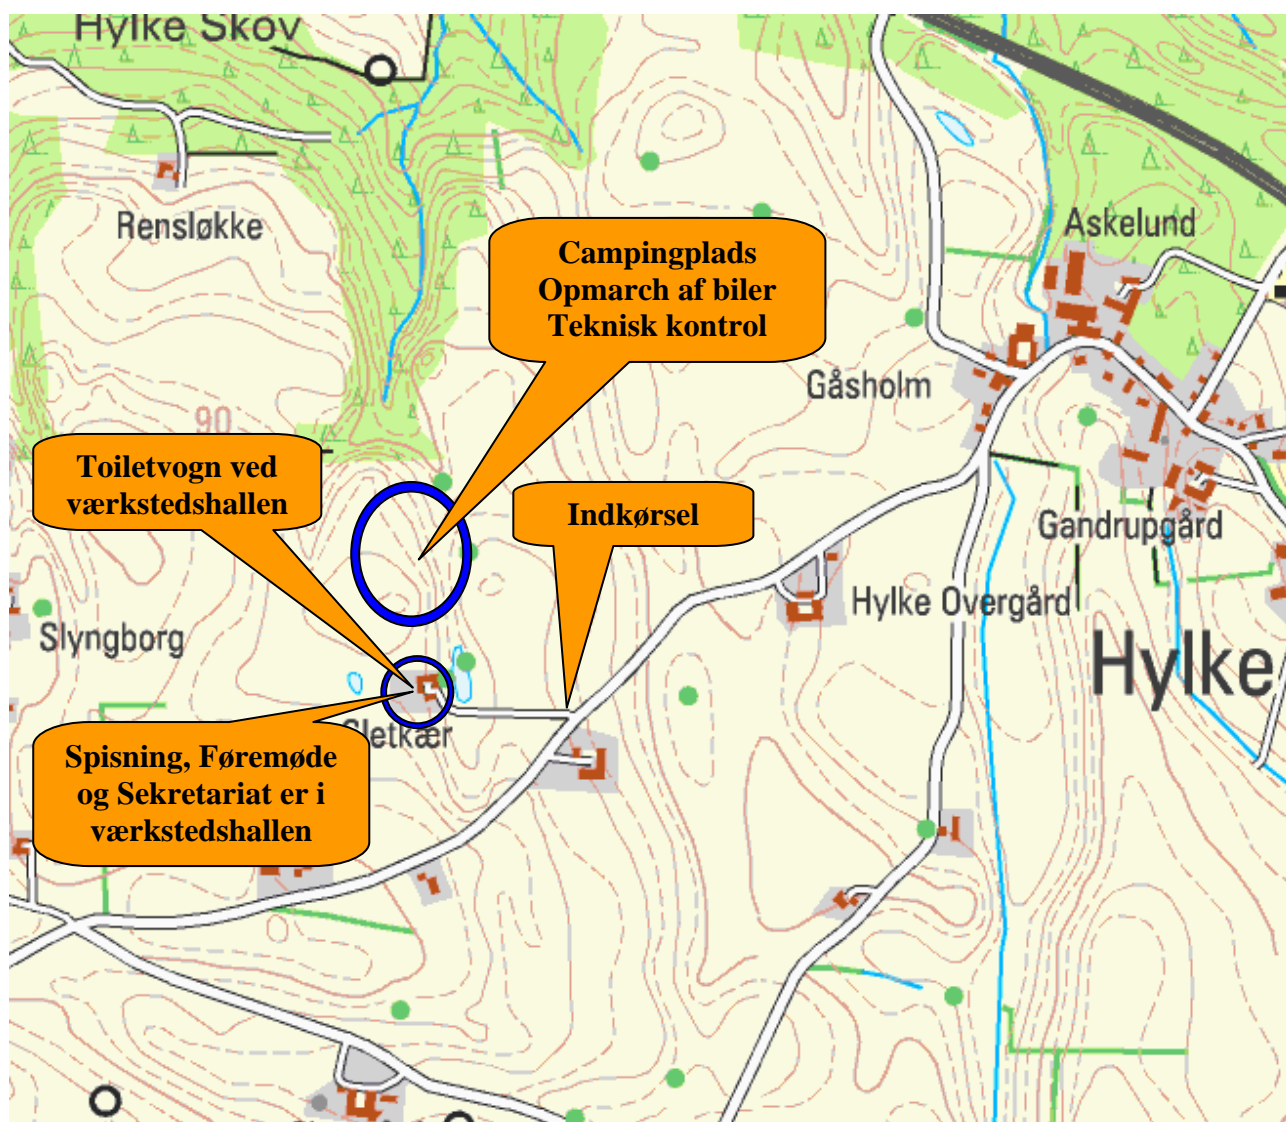 Hylke Skov
Rensløkke
Askelund
Campingplads
Opmarch af biler
Teknisk kontrol
Gåsholm
90
Toiletvogn ved
værkstedshallen
Indkørsel
Gandrupgård
Hylke Overgård
Slyngborg
Hylke
Spisning, Føremøde
og Sekretariat er i
værkstedshallen